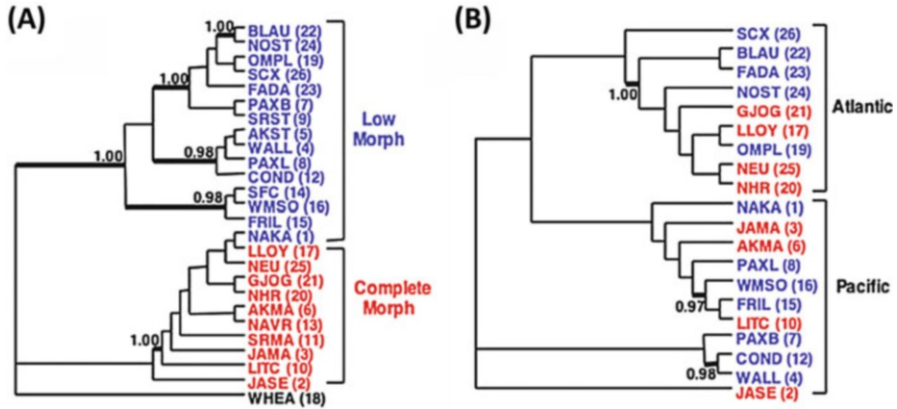 (A)
1.00
BLAU (22)
NOST (24)
OMPL (19)
SCX (26)
1.00
FADA (23)
PAXB (7)
SRST (9)
AKST (5)
Low
Morph
1.00
0.98
WALL (4)
PAXL (8)
COND (12)
SFC (14)
0.98
WMSO (16)
FRIL (15)
NAKA (1)
LLOY (17)
NEU (25)
GJOG (21)
NHR (20)
Complete
Morph
AKMA (6)
NAVR (13)
SRMA (11)
1.00
JAMA (3)
LITC (10)
JASE (2)
WHEA (18)
(B)
SCX (26)
BLAU (22)
FADA (23)
1.00
NOST (24)
GJOG (21)
Atlantic
LLOY (17)
OMPL (19)
NEU (25)
NHR (20)
NAKA (1)
JAMA (3)
AKMA (6)
PAXL (8)
WMSO (16)
Pacific
0.97
FRIL (15)
LITC (10)
PAXB (7)
COND (12)
0.98
WALL (4)
JASE (2)